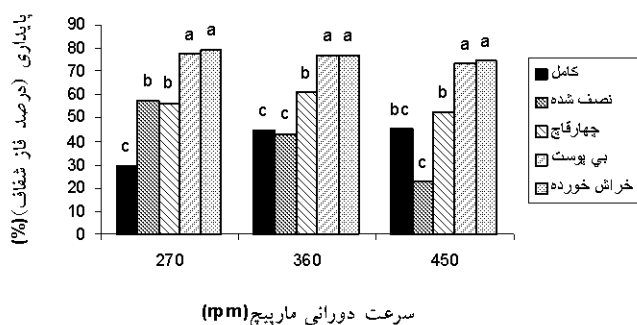 پایداری (درصد فاز شفاف)(%)
90
80
70
60
50
40
30
20
10
0
c b b a a
c c b a a
bc c b a a
270 360 450
سرعت دورانی مارپیچ(rpm)
کامل
نصف شده
چهارقاچ
بي پوست
خراش خورده